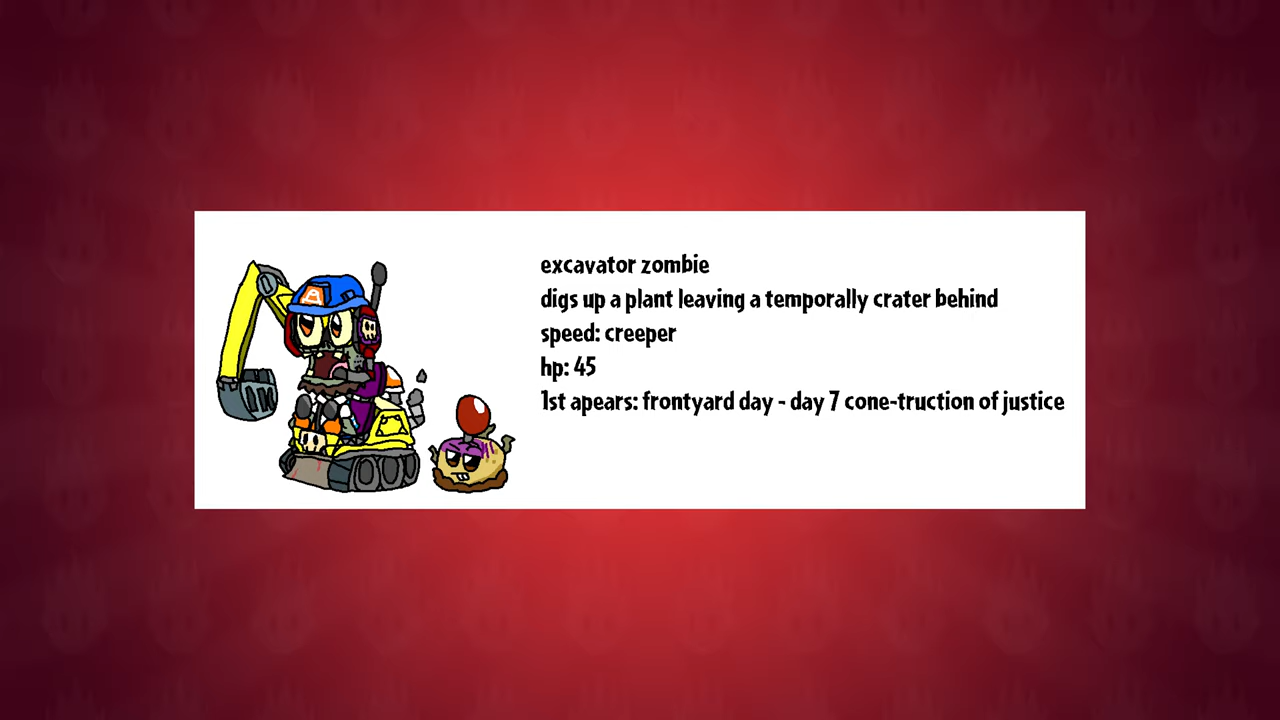 excavator zombie
digs up a plant leaving a temporally crater behind
speed: creeper
hp: 45
1st apears: frontyard day - day 7 cone-truction of justice